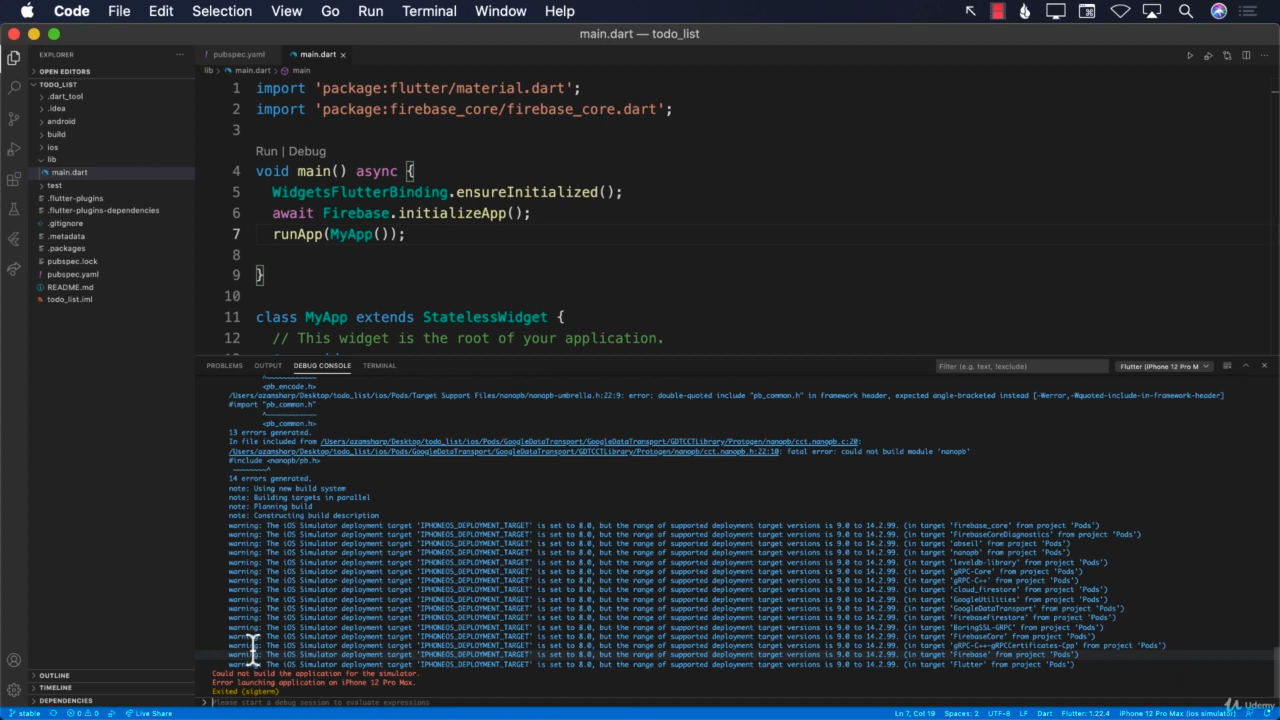 Code File Edit Selection View Go Run Terminal Window Help
main.dart — todo_list
EXPLORER
pubspec.yaml
main.dart
OPEN EDITORS
TODO_LIST
.dart_tool
.idea
android
build
ios
lib
main.dart
test
.flutter-plugins
.flutter-plugins-dependencies
.gitignore
.metadata
.packages
pubspec.lock
pubspec.yaml
README.md
todo_list.iml
OUTLINE
TIMELINE
DEPENDENCIES
lib › main.dart › main
1 import 'package:flutter/material.dart';
2 import 'package:firebase_core/firebase_core.dart';
3
Run | Debug
4 void main() async {
5 WidgetsFlutterBinding.ensureInitialized();
6 await Firebase.initializeApp();
7 runApp(MyApp());
8
9 }
10
11 class MyApp extends StatelessWidget {
12 // This widget is the root of your application.
PROBLEMS OUTPUT DEBUG CONSOLE TERMINAL
Filter (e.g. text, !exclude)
Flutter (iPhone 12 Pro M
^~~~~~~~~~~~~
<pb_encode.h>
/Users/azamsharp/Desktop/todo_list/ios/Pods/Target Support Files/nanopb/nanopb-umbrella.h:22:9: error: double-quoted include "pb_common.h" in framework header, expected angle-bracketed instead [-Werror,-Wquoted-include-in-framework-header]
#import "pb_common.h"
^~~~~~~~~~~~~
<pb_common.h>
13 errors generated.
In file included from /Users/azamsharp/Desktop/todo_list/ios/Pods/GoogleDataTransport/GoogleDataTransport/GDTCCTLibrary/Protogen/nanopb/cct.nanopb.c:20:
/Users/azamsharp/Desktop/todo_list/ios/Pods/GoogleDataTransport/GoogleDataTransport/GDTCCTLibrary/Protogen/nanopb/cct.nanopb.h:22:10: fatal error: could not build module 'nanopb'
#include <nanopb/pb.h>
~~~~~~~~^
14 errors generated.
note: Using new build system
note: Building targets in parallel
note: Planning build
note: Constructing build description
warning: The iOS Simulator deployment target 'IPHONEOS_DEPLOYMENT_TARGET' is set to 8.0, but the range of supported deployment target versions is 9.0 to 14.2.99. (in target 'firebase_core' from project 'Pods')
warning: The iOS Simulator deployment target 'IPHONEOS_DEPLOYMENT_TARGET' is set to 8.0, but the range of supported deployment target versions is 9.0 to 14.2.99. (in target 'FirebaseCoreDiagnostics' from project 'Pods')
warning: The iOS Simulator deployment target 'IPHONEOS_DEPLOYMENT_TARGET' is set to 8.0, but the range of supported deployment target versions is 9.0 to 14.2.99. (in target 'abseil' from project 'Pods')
warning: The iOS Simulator deployment target 'IPHONEOS_DEPLOYMENT_TARGET' is set to 8.0, but the range of supported deployment target versions is 9.0 to 14.2.99. (in target 'nanopb' from project 'Pods')
warning: The iOS Simulator deployment target 'IPHONEOS_DEPLOYMENT_TARGET' is set to 8.0, but the range of supported deployment target versions is 9.0 to 14.2.99. (in target 'leveldb-library' from project 'Pods')
warning: The iOS Simulator deployment target 'IPHONEOS_DEPLOYMENT_TARGET' is set to 8.0, but the range of supported deployment target versions is 9.0 to 14.2.99. (in target 'gRPC-Core' from project 'Pods')
warning: The iOS Simulator deployment target 'IPHONEOS_DEPLOYMENT_TARGET' is set to 8.0, but the range of supported deployment target versions is 9.0 to 14.2.99. (in target 'gRPC-C++' from project 'Pods')
warning: The iOS Simulator deployment target 'IPHONEOS_DEPLOYMENT_TARGET' is set to 8.0, but the range of supported deployment target versions is 9.0 to 14.2.99. (in target 'cloud_firestore' from project 'Pods')
warning: The iOS Simulator deployment target 'IPHONEOS_DEPLOYMENT_TARGET' is set to 8.0, but the range of supported deployment target versions is 9.0 to 14.2.99. (in target 'GoogleUtilities' from project 'Pods')
warning: The iOS Simulator deployment target 'IPHONEOS_DEPLOYMENT_TARGET' is set to 8.0, but the range of supported deployment target versions is 9.0 to 14.2.99. (in target 'GoogleDataTransport' from project 'Pods')
warning: The iOS Simulator deployment target 'IPHONEOS_DEPLOYMENT_TARGET' is set to 8.0, but the range of supported deployment target versions is 9.0 to 14.2.99. (in target 'FirebaseFirestore' from project 'Pods')
warning: The iOS Simulator deployment target 'IPHONEOS_DEPLOYMENT_TARGET' is set to 8.0, but the range of supported deployment target versions is 9.0 to 14.2.99. (in target 'BoringSSL-GRPC' from project 'Pods')
warning: The iOS Simulator deployment target 'IPHONEOS_DEPLOYMENT_TARGET' is set to 8.0, but the range of supported deployment target versions is 9.0 to 14.2.99. (in target 'FirebaseCore' from project 'Pods')
warning: The iOS Simulator deployment target 'IPHONEOS_DEPLOYMENT_TARGET' is set to 8.0, but the range of supported deployment target versions is 9.0 to 14.2.99. (in target 'gRPC-C++-gRPCCertificates-Cpp' from project 'Pods')
warning: The iOS Simulator deployment target 'IPHONEOS_DEPLOYMENT_TARGET' is set to 8.0, but the range of supported deployment target versions is 9.0 to 14.2.99. (in target 'Firebase' from project 'Pods')
warning: The iOS Simulator deployment target 'IPHONEOS_DEPLOYMENT_TARGET' is set to 8.0, but the range of supported deployment target versions is 9.0 to 14.2.99. (in target 'Flutter' from project 'Pods')
Could not build the application for the simulator.
Error launching application on iPhone 12 Pro Max.
Exited (sigterm)
Please start a debug session to evaluate expressions
Udemy
stable 0 0 Live Share Ln 7, Col 19 Spaces: 2 UTF-8 LF Dart Flutter: 1.22.4 iPhone 12 Pro Max (ios simulator)